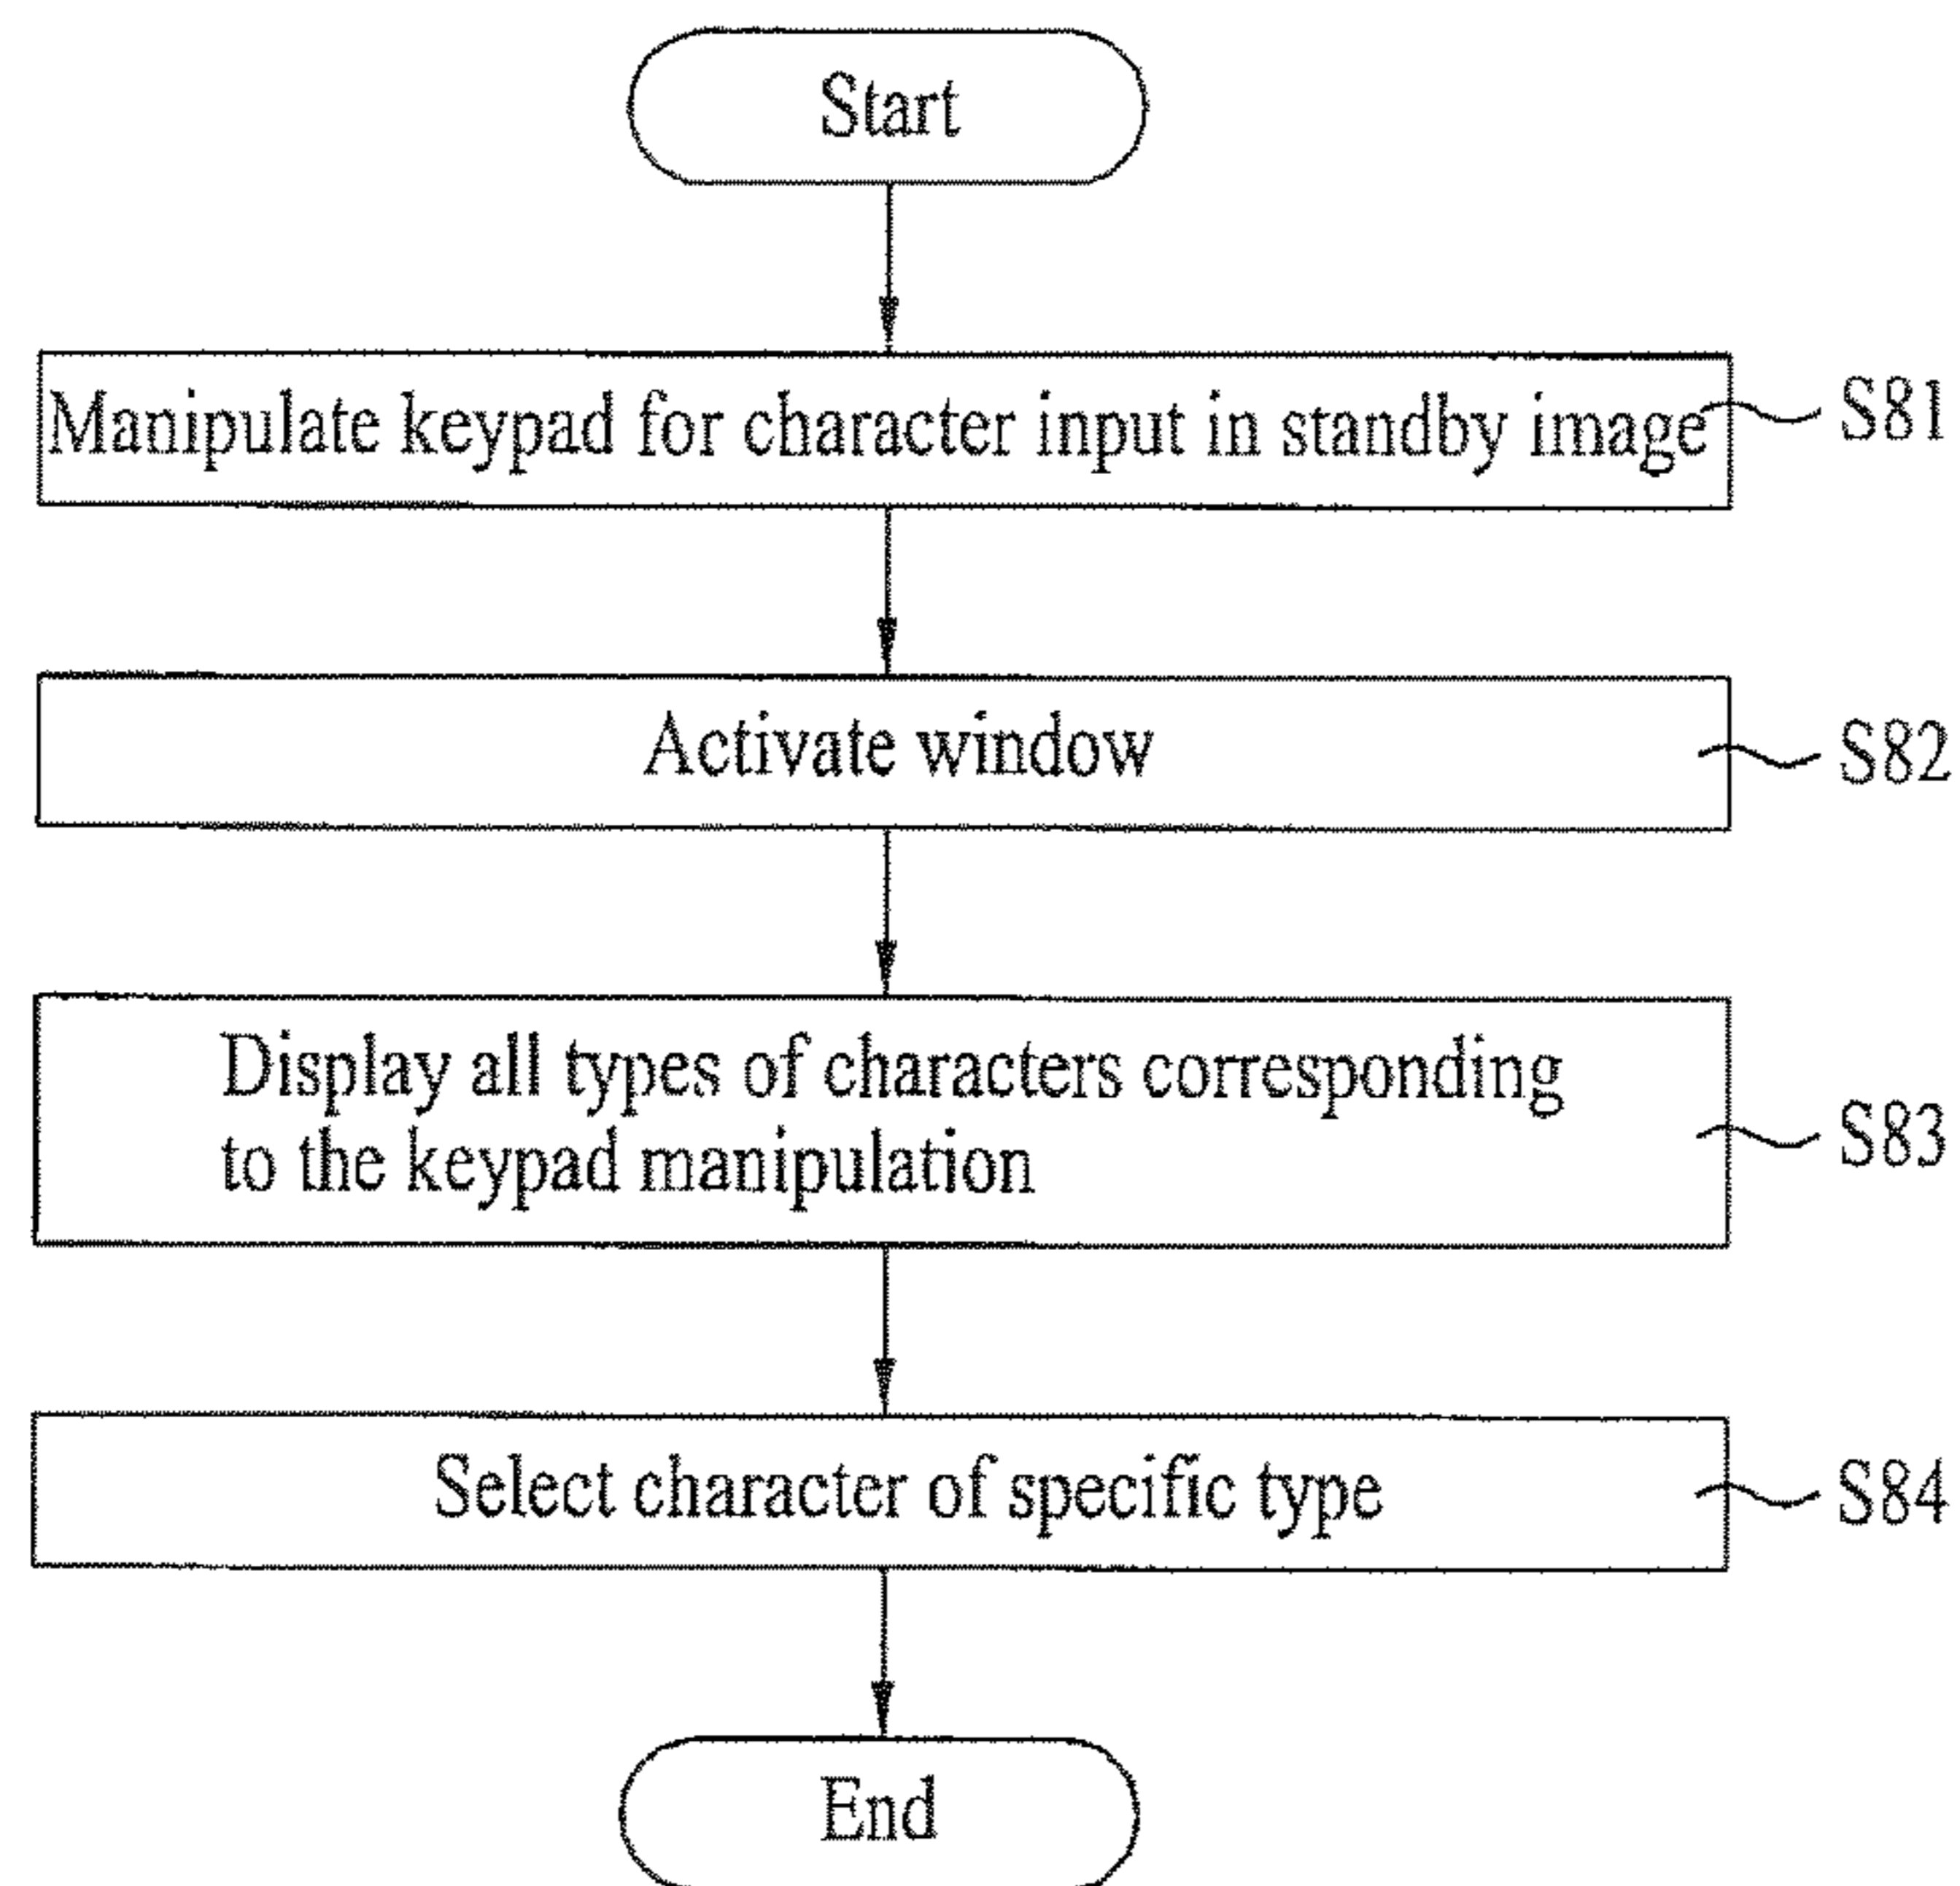 Start
Manipulate keypad for character input in standby image
S81
Activate window
S82
Display all types of characters corresponding
to the keypad manipulation
S83
Select character of specific type
S84
End